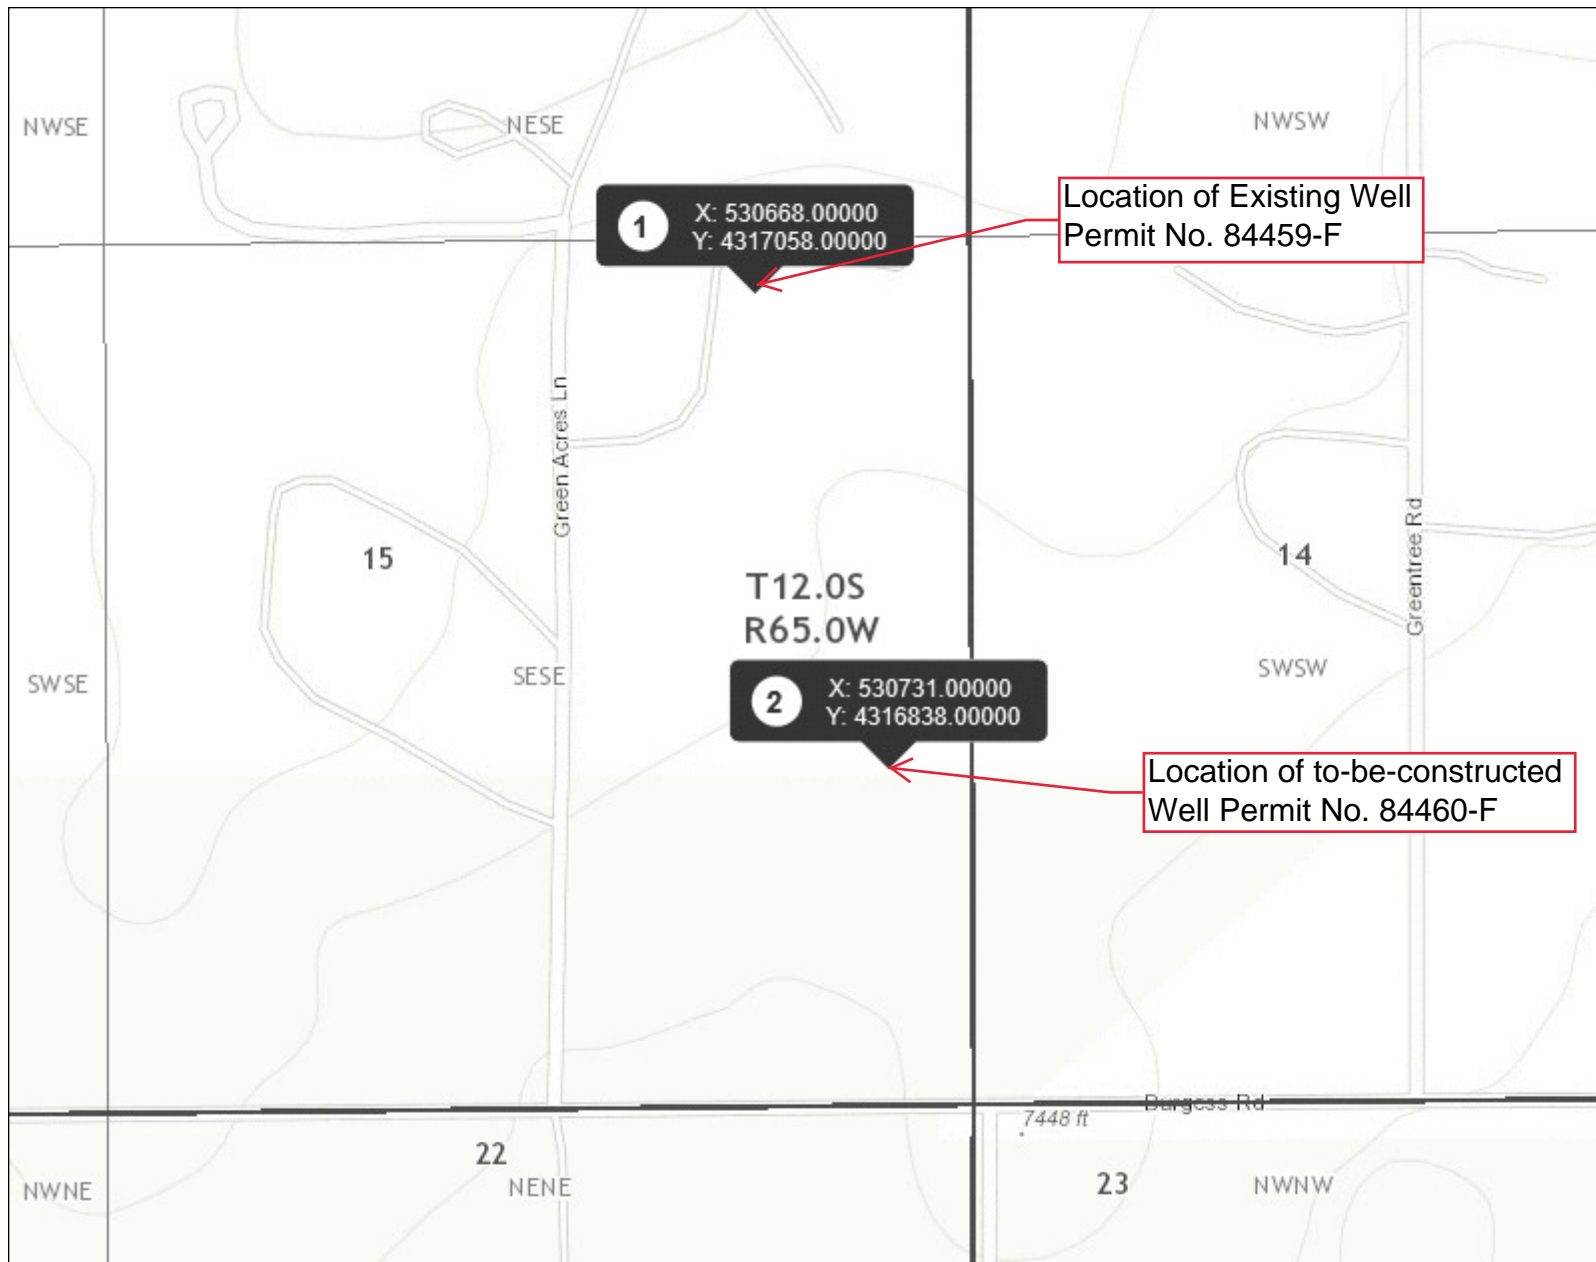 NWSE
NESE
NWSW
1
X: 530668.00000
Y: 4317058.00000
Location of Existing Well
Permit No. 84459-F
Green Acres Ln
Greentree Rd
15
14
T12.0S
R65.0W
SWSE
SESE
SWSW
2
X: 530731.00000
Y: 4316838.00000
Location of to-be-constructed
Well Permit No. 84460-F
Burgess Rd
7448 ft
22
23
NWNE
NENE
NWNW